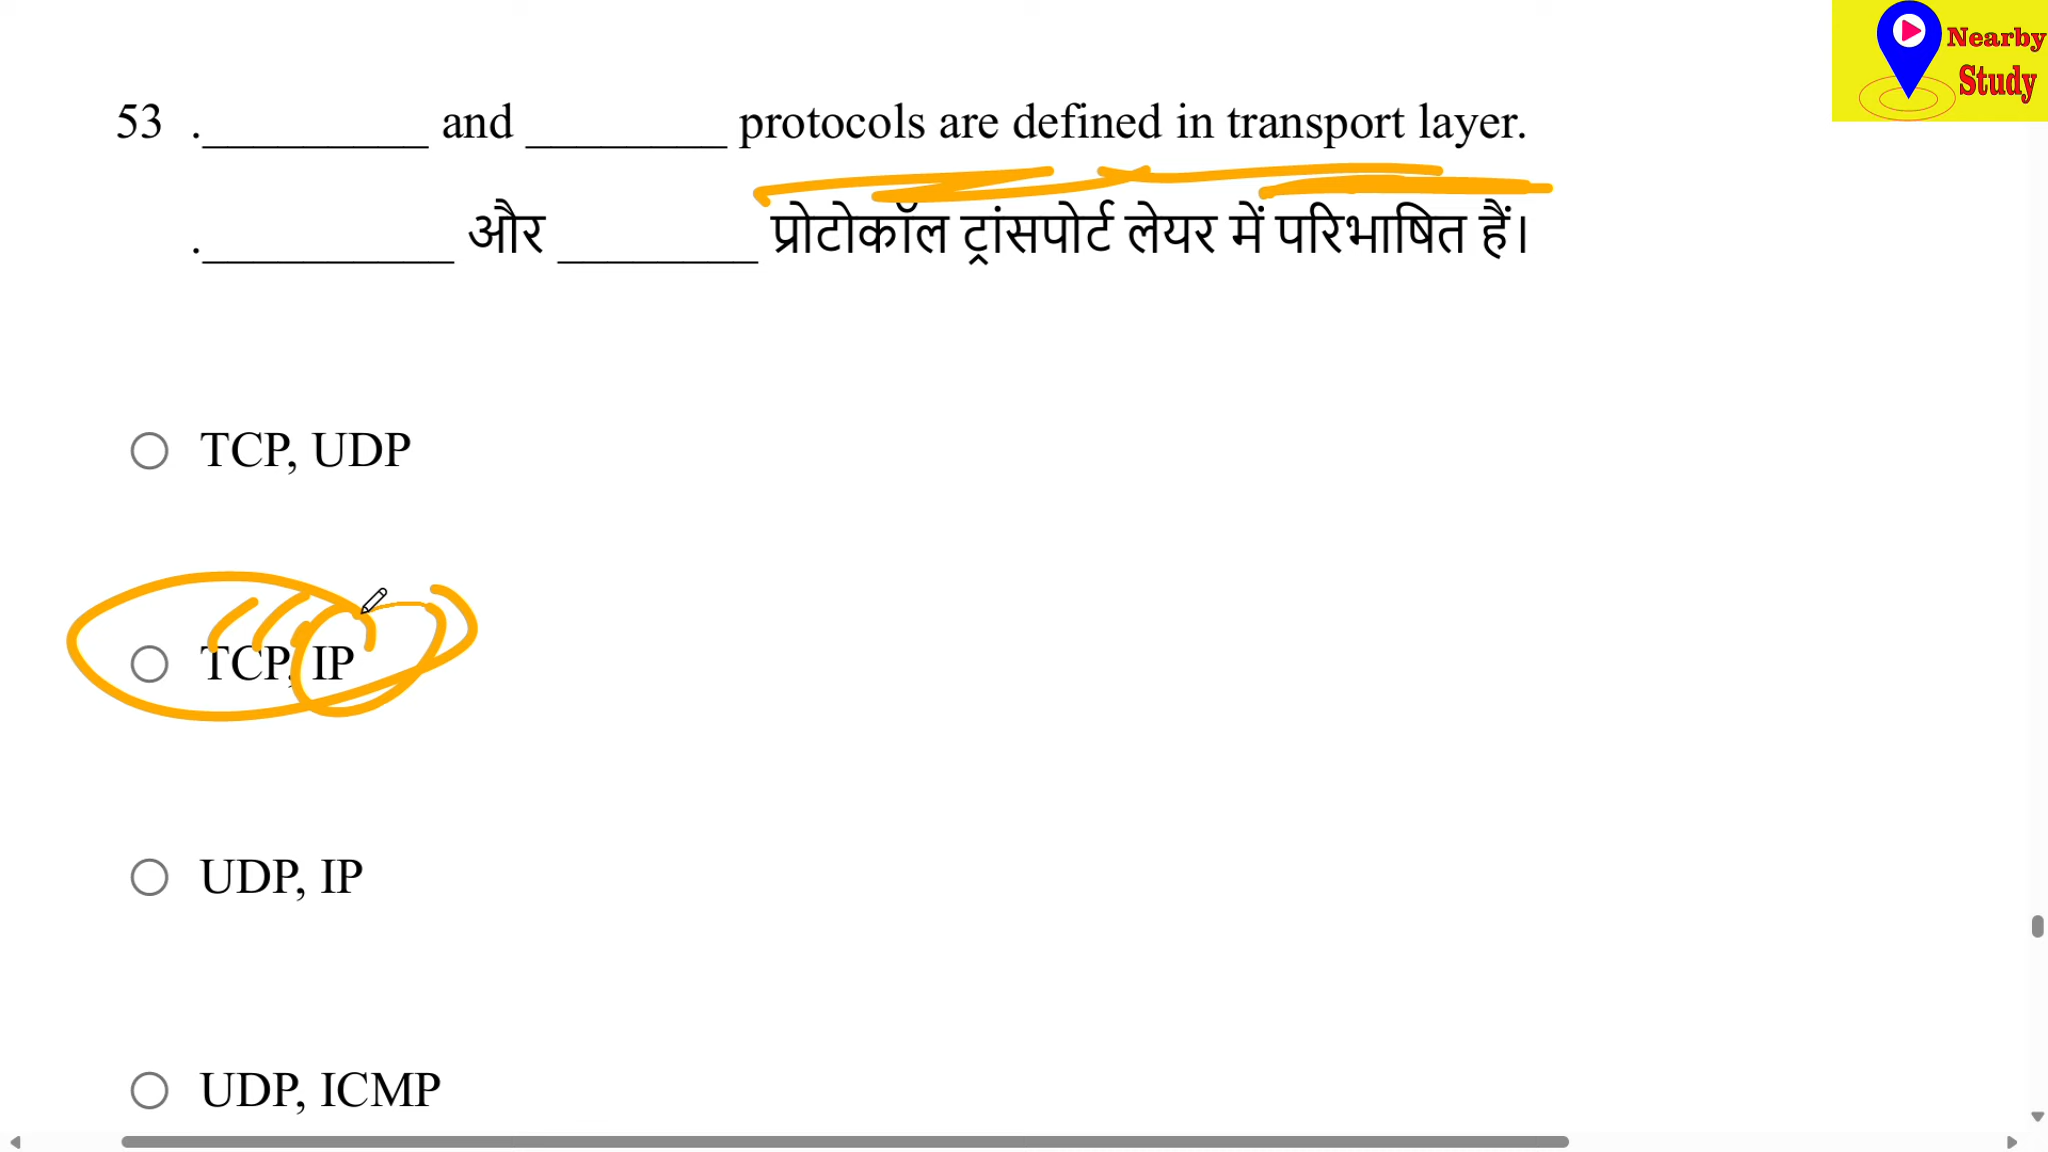 Nearby
Study
53 ._________ and ________ protocols are defined in transport layer.
.__________ और ________ प्रोटोकॉल ट्रांसपोर्ट लेयर में परिभाषित हैं।
TCP, UDP
TCP, IP
UDP, IP
UDP, ICMP